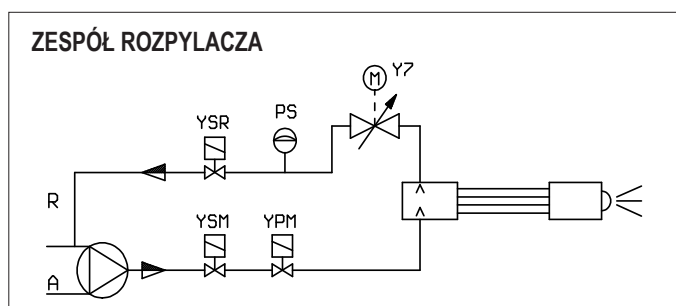 ZESPÓŁ ROZPYLACZA
M Y7
PS
YSR
R
YSM YPM
A